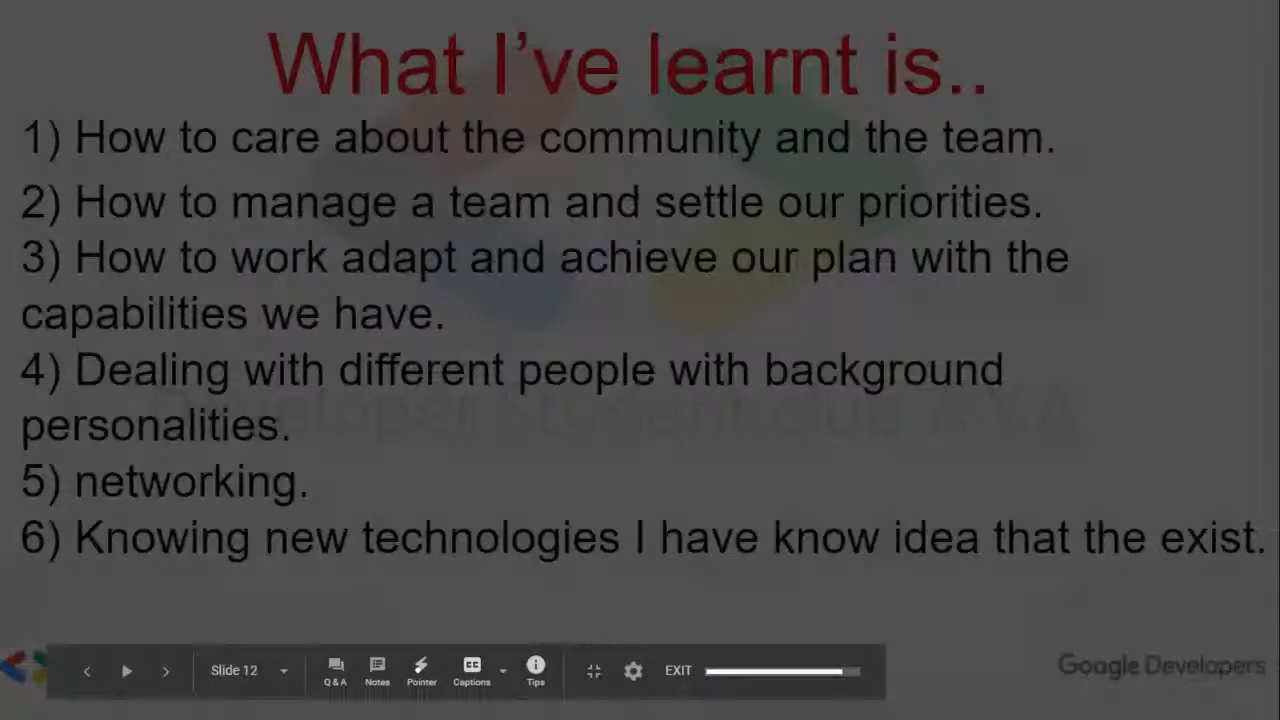 What I've learnt is..
1) How to care about the community and the team.
2) How to manage a team and settle our priorities.
3) How to work adapt and achieve our plan with the
capabilities we have.
4) Dealing with different people with background
Developer Student club A.Y.A
personalities.
5) networking.
6) Knowing new technologies I have know idea that the exist.
Slide 12
Q & A
Notes
Pointer
Captions
Tips
EXIT
Google Developers